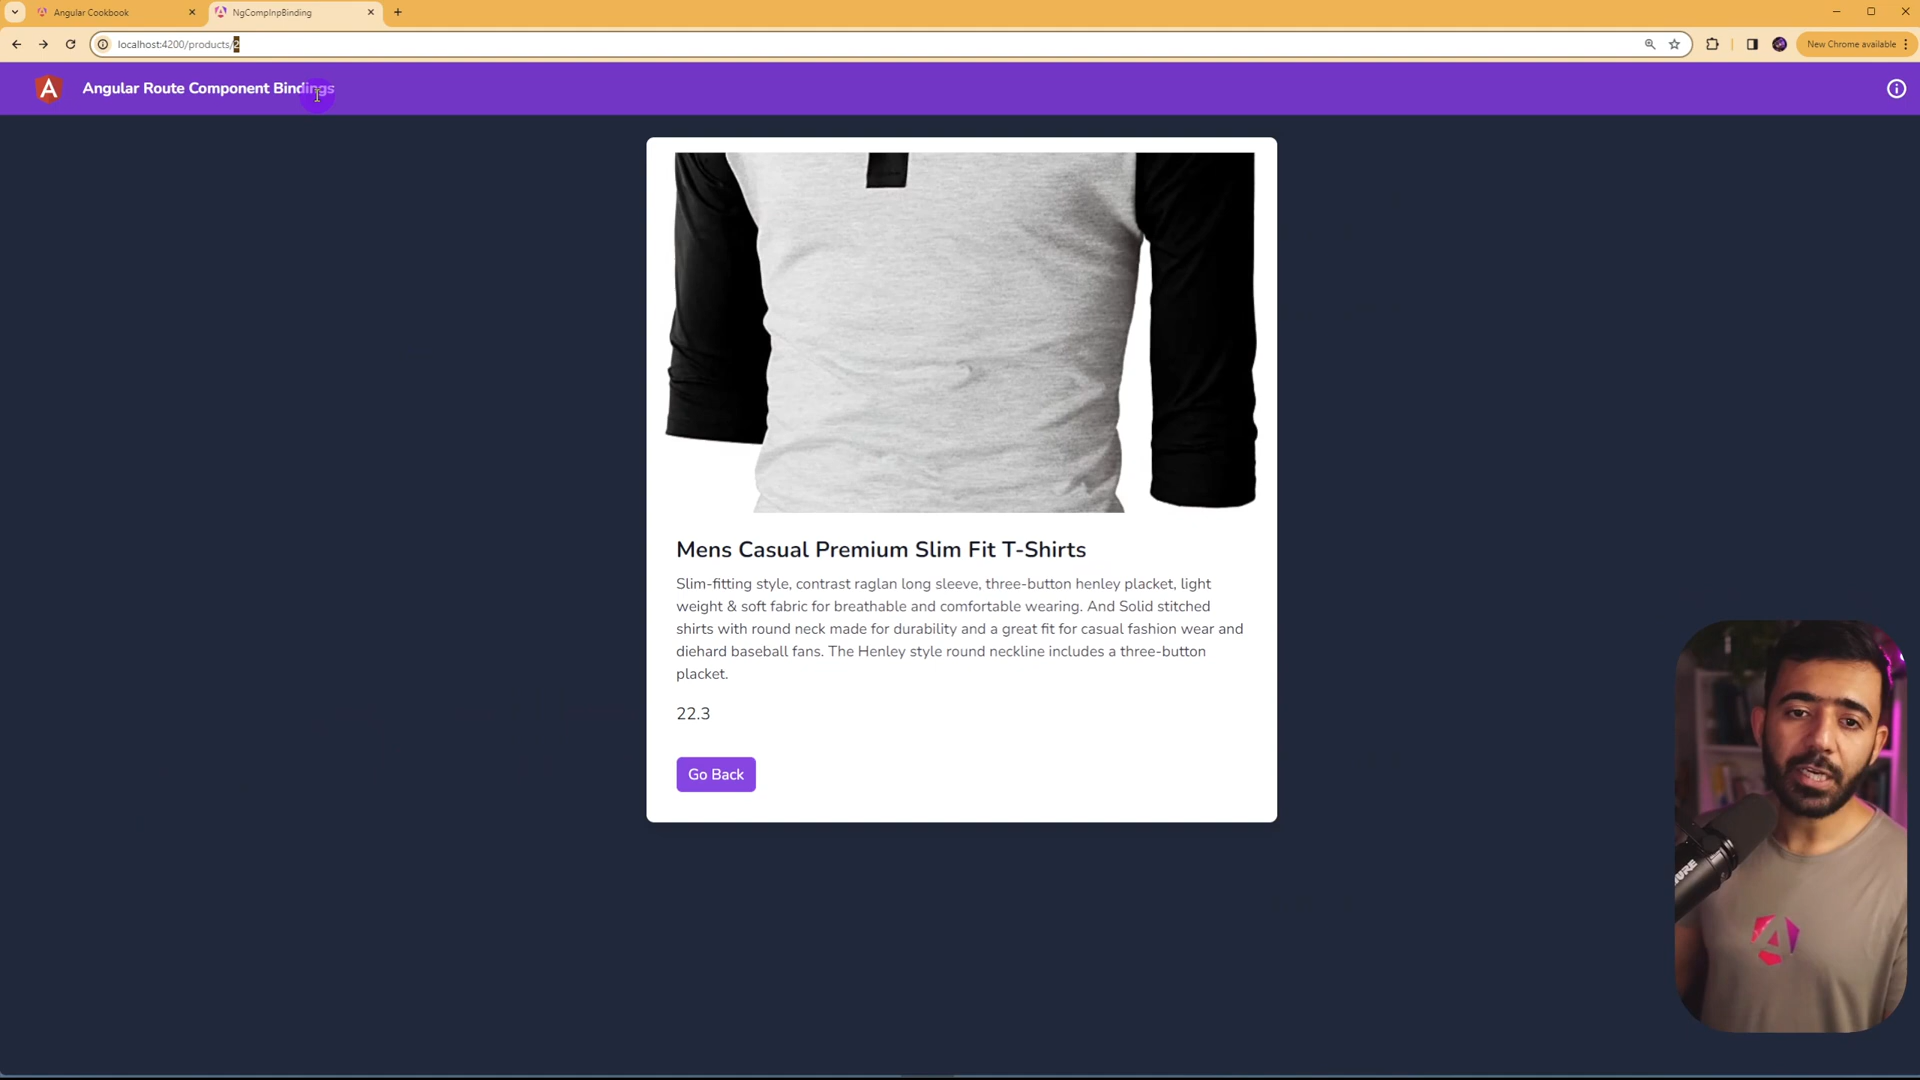 Angular Cookbook
NgCompInpBinding
localhost:4200/products/2
New Chrome available
Angular Route Component Bindings
Mens Casual Premium Slim Fit T-Shirts
Slim-fitting style, contrast raglan long sleeve, three-button henley placket, light
weight & soft fabric for breathable and comfortable wearing. And Solid stitched
shirts with round neck made for durability and a great fit for casual fashion wear and
diehard baseball fans. The Henley style round neckline includes a three-button
placket.
22.3
Go Back
SHURE